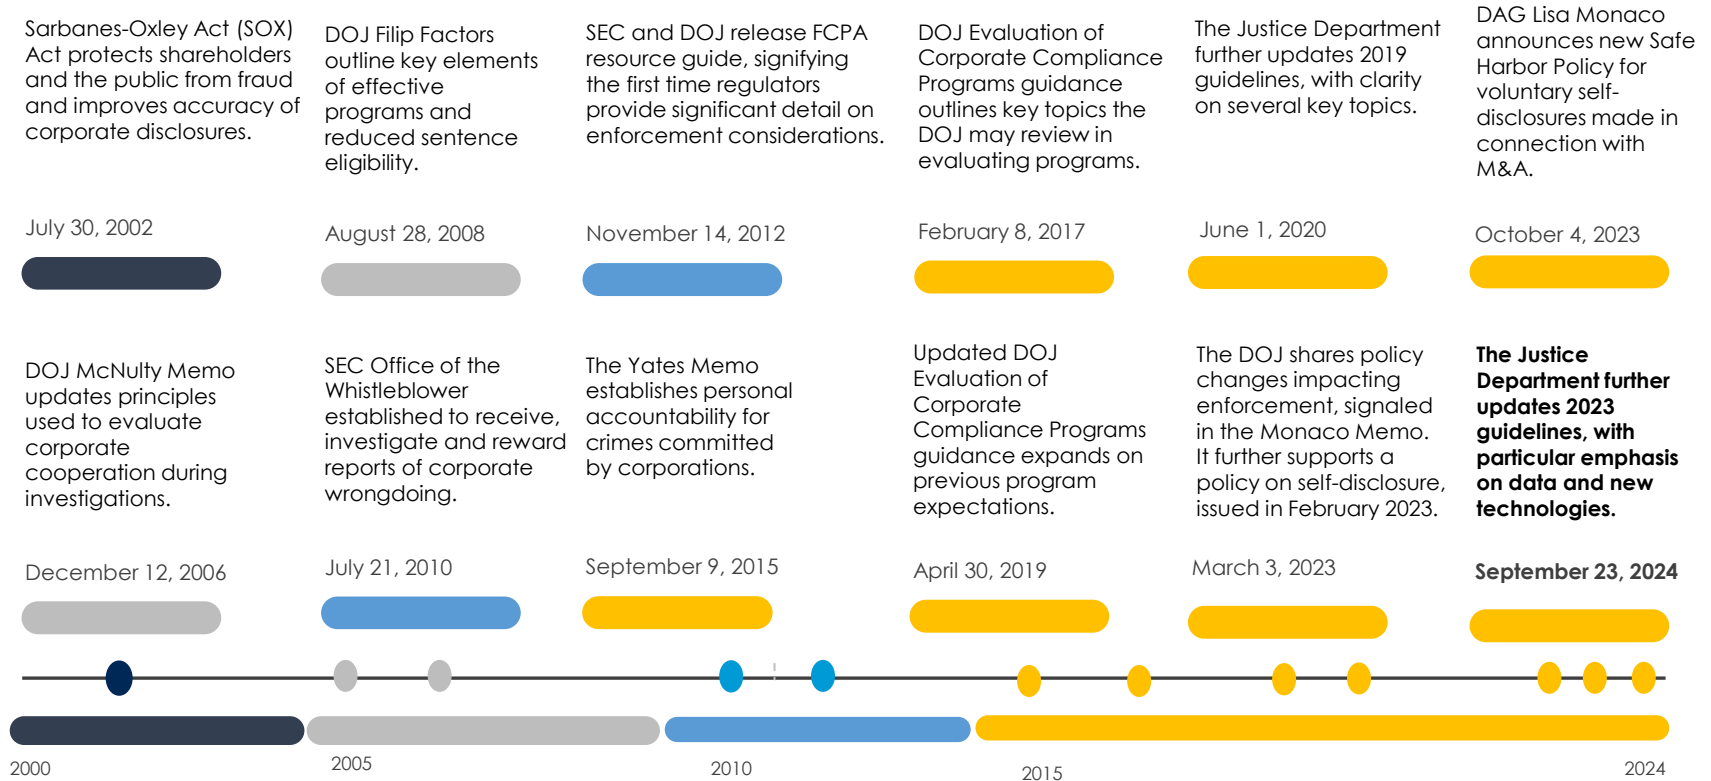 Sarbanes-Oxley Act (SOX)
Act protects shareholders
and the public from fraud
and improves accuracy of
corporate disclosures.
July 30, 2002
DOJ Filip Factors
outline key elements
of effective
programs and
reduced sentence
eligibility.
August 28, 2008
SEC and DOJ release FCPA
resource guide, signifying
the first time regulators
provide significant detail on
enforcement considerations.
November 14, 2012
DOJ Evaluation of
Corporate Compliance
Programs guidance
outlines key topics the
DOJ may review in
evaluating programs.
February 8, 2017
The Justice Department
further updates 2019
guidelines, with clarity
on several key topics.
June 1, 2020
DAG Lisa Monaco
announces new Safe
Harbor Policy for
voluntary self-
disclosures made in
connection with
M&A.
October 4, 2023
DOJ McNulty Memo
updates principles
used to evaluate
corporate
cooperation during
investigations.
December 12, 2006
SEC Office of the
Whistleblower
established to receive,
investigate and reward
reports of corporate
wrongdoing.
July 21, 2010
The Yates Memo
establishes personal
accountability for
crimes committed
by corporations.
September 9, 2015
Updated DOJ
Evaluation of
Corporate
Compliance Programs
guidance expands on
previous program
expectations.
April 30, 2019
The DOJ shares policy
changes impacting
enforcement, signaled
in the Monaco Memo.
It further supports a
policy on self-disclosure,
issued in February 2023.
March 3, 2023
The Justice
Department further
updates 2023
guidelines, with
particular emphasis
on data and new
technologies.
September 23, 2024
2000
2005
2010
2015
2024